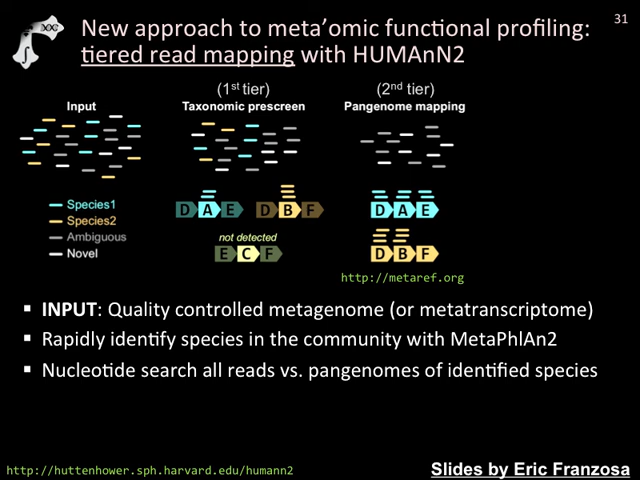 New approach to meta’omic functional profiling:
31
tiered read mapping with HUMAnN2
(1st tier)
(2nd tier)
Input
Taxonomic prescreen
Pangenome mapping
Species1
Species2
Ambiguous
Novel
D A E
D B F
not detected
E C F
D A E
D B F
http://metaref.org
▪ INPUT: Quality controlled metagenome (or metatranscriptome)
▪ Rapidly identify species in the community with MetaPhlAn2
▪ Nucleotide search all reads vs. pangenomes of identified species
http://huttenhower.sph.harvard.edu/humann2
Slides by Eric Franzosa